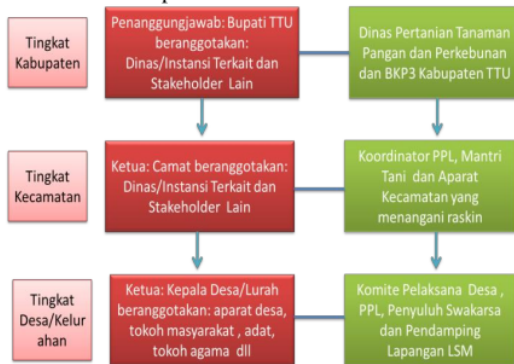 Tingkat
Kabupaten
Penanggungjawab: Bupati TTU
beranggotakan:
Dinas/Instansi Terkait dan
Stakeholder Lain
Dinas Pertanian Tanaman
Pangan dan Perkebunan
dan BKP3 Kabupaten TTU
Tingkat
Kecamatan
Ketua: Camat beranggotakan:
Dinas/Instansi Terkait dan
Stakeholder Lain
Koordinator PPL, Mantri
Tani dan Aparat
Kecamatan yang
menangani raskin
Tingkat
Desa/Kelur
ahan
Ketua: Kepala Desa/Lurah
beranggotakan: aparat desa,
tokoh masyarakat , adat,
tokoh agama dll
Komite Pelaksana Desa ,
PPL, Penyuluh Swakarsa
dan Pendamping
Lapangan LSM